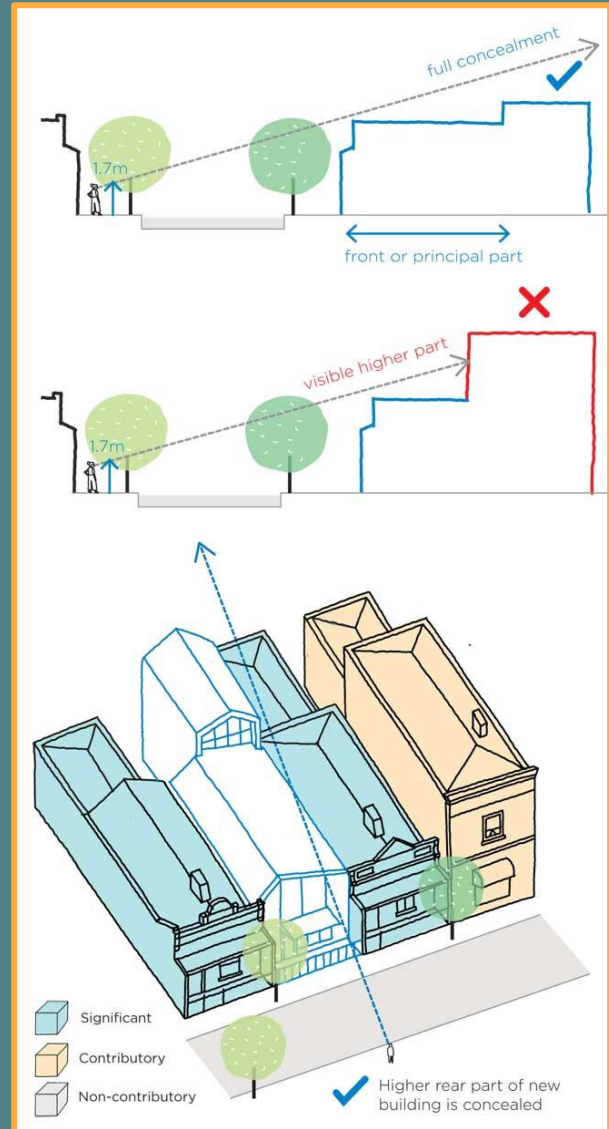 full concealment
1.7m
front or principal part
visible higher part
1.7m
Significant
Contributory
Non-contributory
Higher rear part of new
building is concealed